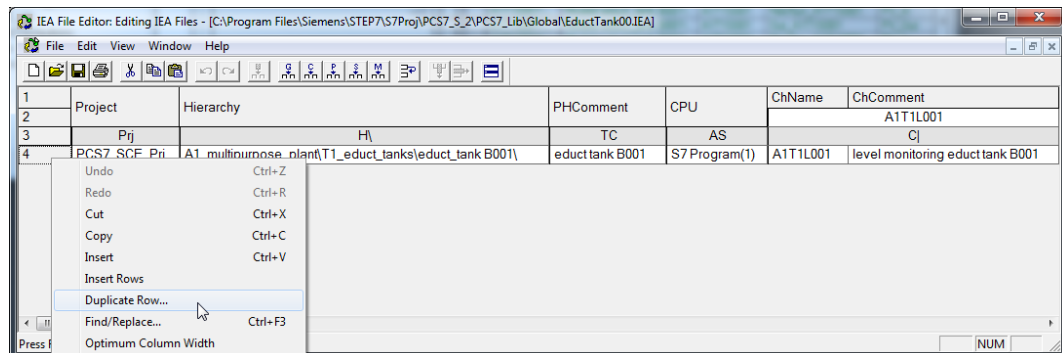 IEA File Editor: Editing IEA Files - [C:\Program Files\Siemens\STEP7\S7Proj\PCS7_S_2\PCS7_Lib\Global\EductTank00.IEA]
File Edit View Window Help
1 Project Hierarchy PHComment CPU ChName ChComment
2 A1T1L001
3 Prj H\ TC AS C|
4 PCS7_SCE_Prj A1_multipurpose_plant\T1_educt_tanks\educt_tank B001\ educt tank B001 S7 Program(1) A1T1L001 level monitoring educt tank B001
Undo Ctrl+Z
Redo Ctrl+R
Cut Ctrl+X
Copy Ctrl+C
Insert Ctrl+V
Insert Rows
Duplicate Row...
Find/Replace... Ctrl+F3
Optimum Column Width
Press NUM